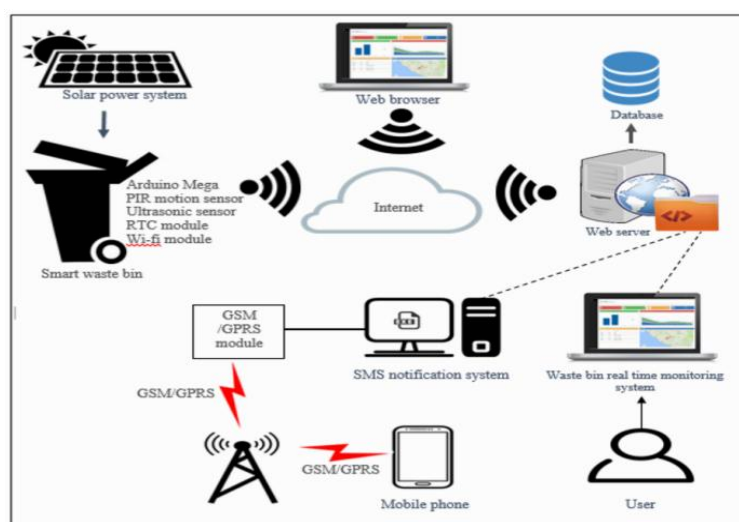 Solar power system
Web browser
Database
Arduino Mega
PIR motion sensor
Ultrasonic sensor
RTC module
Wi-fi module
Internet
Web server
Smart waste bin
GSM
/GPRS
module
SMS notification system
Waste bin real time monitoring
system
GSM/GPRS
GSM/GPRS
Mobile phone
User